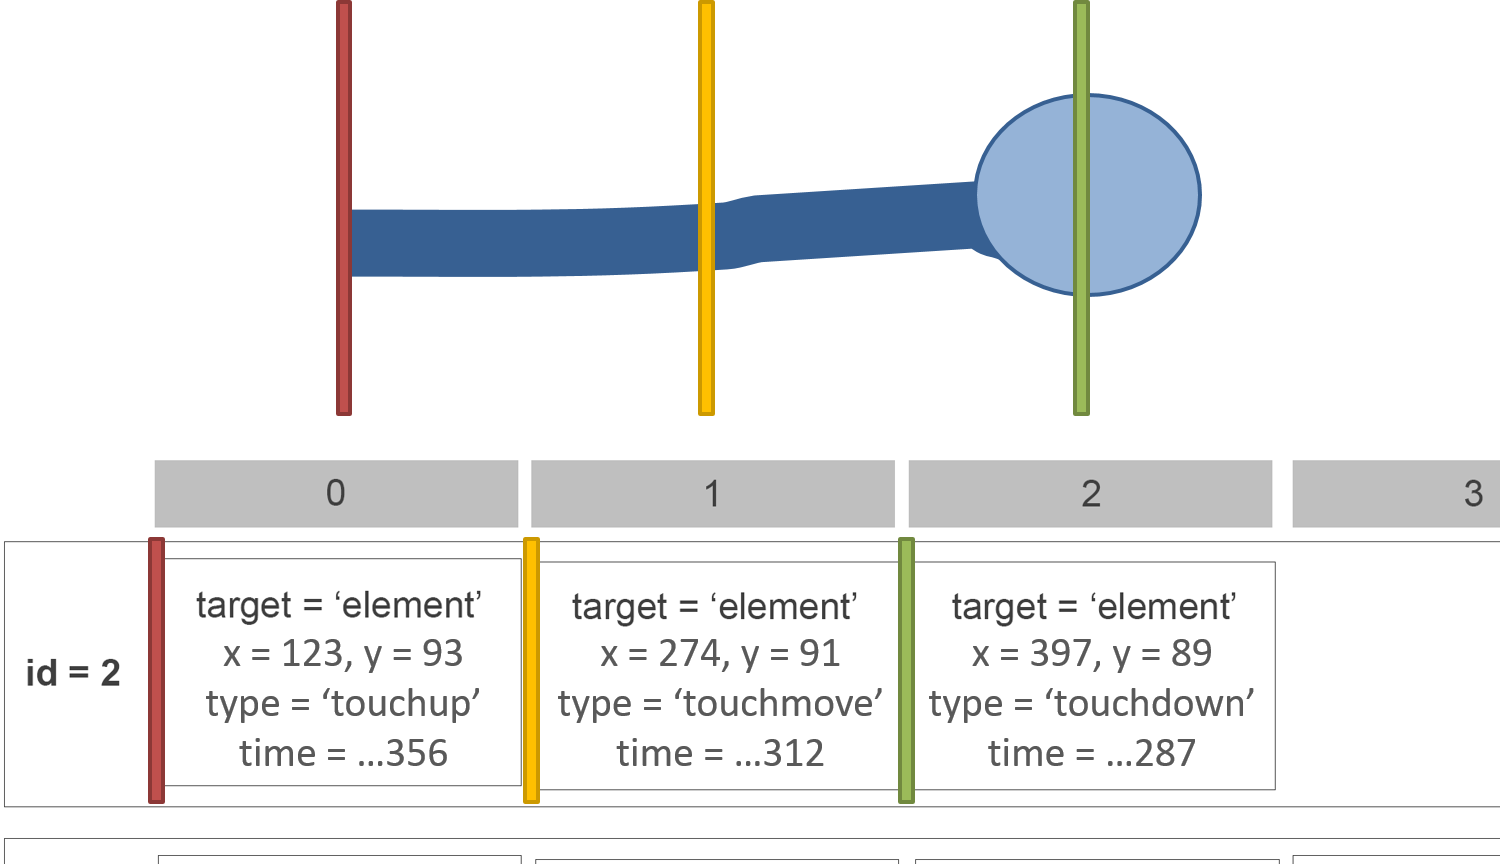 0
1
2
3
id = 2
target = ‘element’
x = 123, y = 93
type = ‘touchup’
time = …356
target = ‘element’
x = 274, y = 91
type = ‘touchmove’
time = …312
target = ‘element’
x = 397, y = 89
type = ‘touchdown’
time = …287